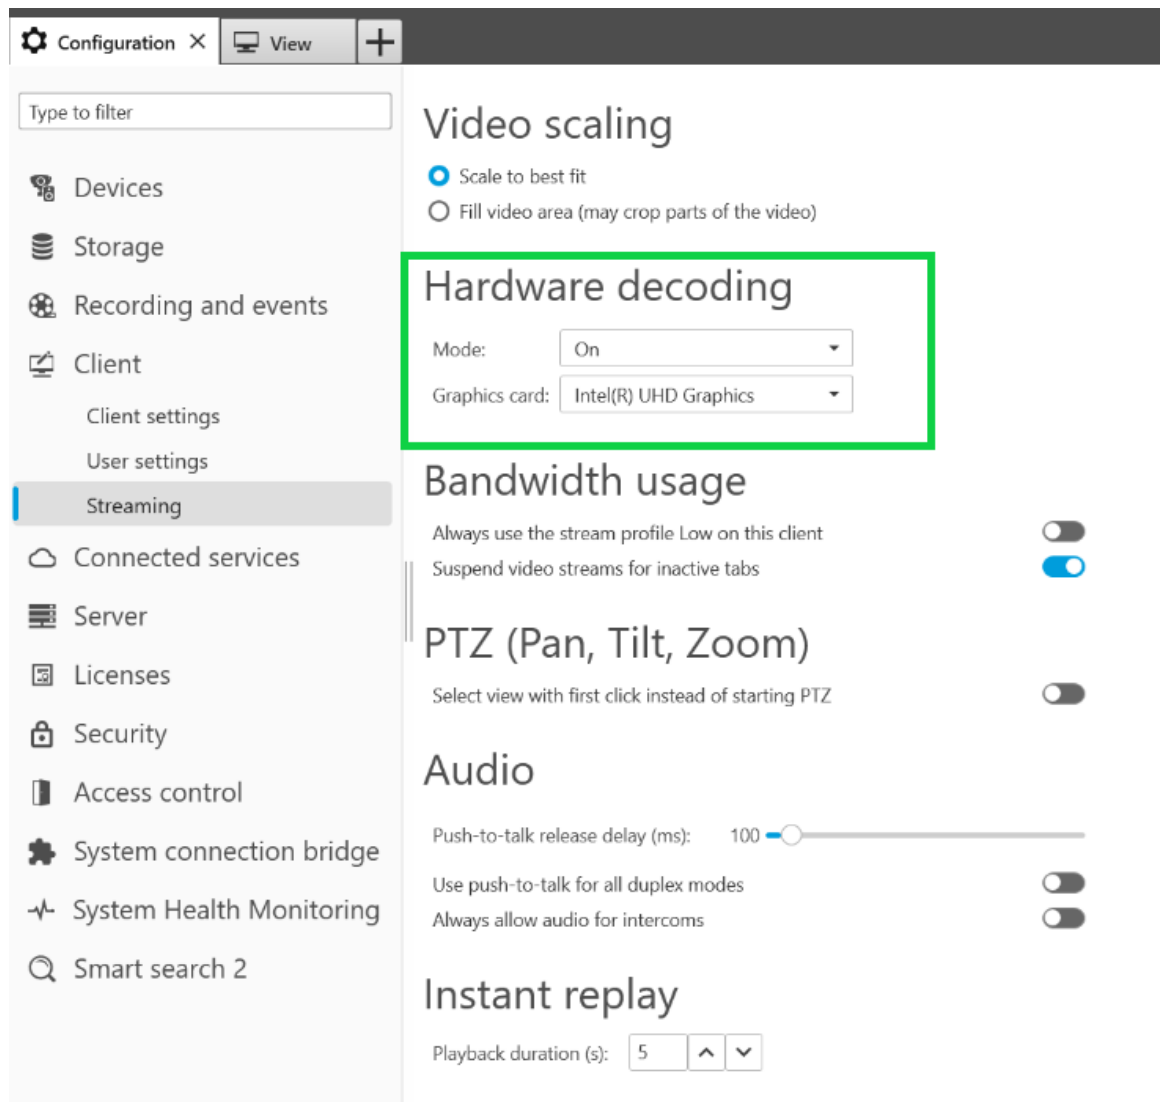 Configuration
View
Type to filter
Devices
Storage
Recording and events
Client
Client settings
User settings
Streaming
Connected services
Server
Licenses
Security
Access control
System connection bridge
System Health Monitoring
Smart search 2
Video scaling
Scale to best fit
Fill video area (may crop parts of the video)
Hardware decoding
Mode: On
Graphics card: Intel(R) UHD Graphics
Bandwidth usage
Always use the stream profile Low on this client
Suspend video streams for inactive tabs
PTZ (Pan, Tilt, Zoom)
Select view with first click instead of starting PTZ
Audio
Push-to-talk release delay (ms): 100
Use push-to-talk for all duplex modes
Always allow audio for intercoms
Instant replay
Playback duration (s): 5